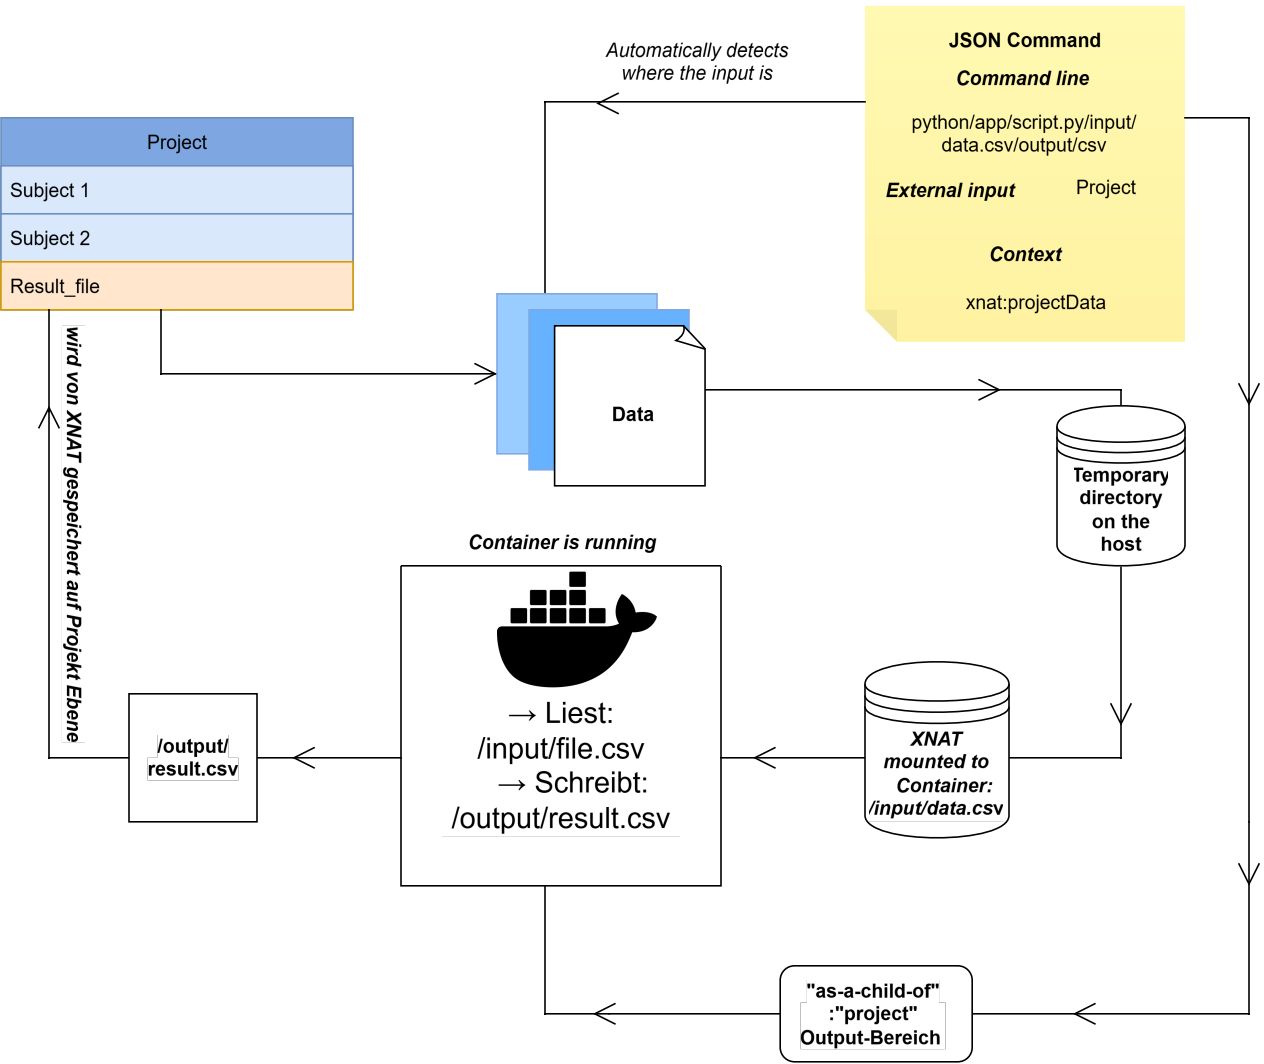 Automatically detects
where the input is
JSON Command
Command line
python/app/script.py/input/
data.csv/output/csv
External input
Project
Context
xnat:projectData
Project
Subject 1
Subject 2
Result_file
wird von XNAT gespeichert auf Projekt Ebene
Data
Temporary
directory
on the
host
Container is running
→ Liest:
/input/file.csv
→ Schreibt:
/output/result.csv
XNAT
mounted to
Container:
/input/data.csv
/output/
result.csv
"as-a-child-of"
:"project"
Output-Bereich